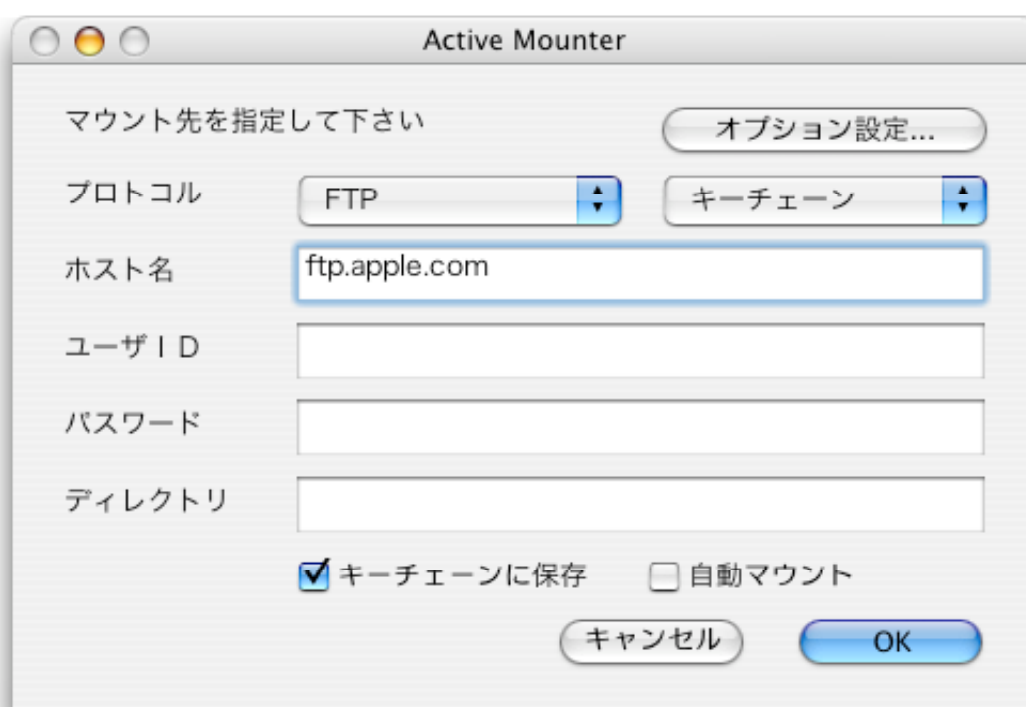 Active Mounter
マウント先を指定して下さい
オプション設定...
プロトコル
FTP
キーチェーン
ホスト名
ftp.apple.com
ユーザＩＤ
パスワード
ディレクトリ
キーチェーンに保存
自動マウント
キャンセル
OK